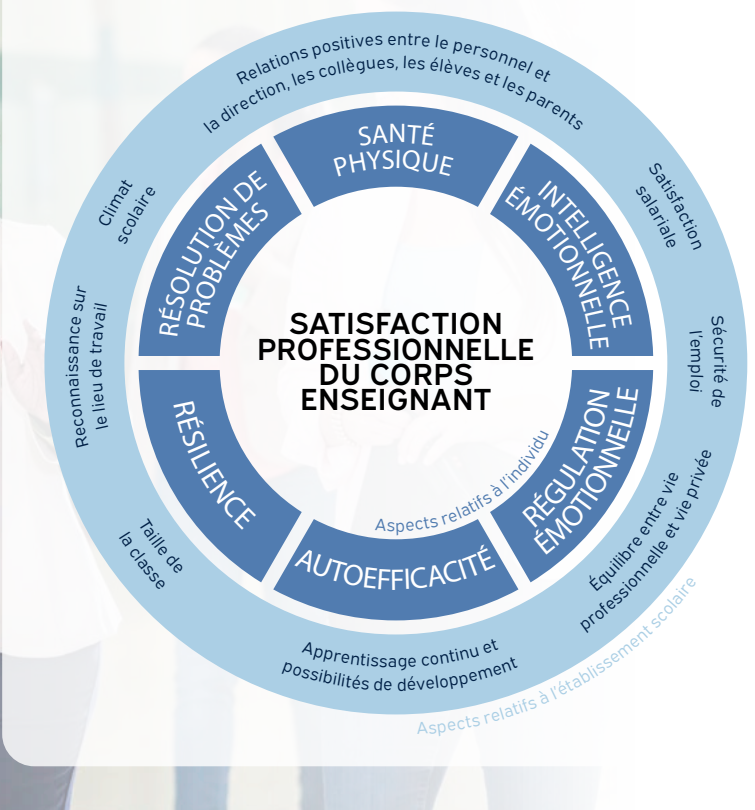 Relations positives entre le personnel et
la direction, les collègues, les élèves et les parents
Satisfaction
salariale
Sécurité de
l'emploi
Équilibre entre vie
professionnelle et vie privée
Apprentissage continu et
possibilités de développement
Taille de
la classe
Reconnaissance sur
le lieu de travail
Climat
scolaire
SANTÉ
PHYSIQUE
INTELLIGENCE
ÉMOTIONNELLE
RÉGULATION
ÉMOTIONNELLE
AUTOEFFICACITÉ
RÉSILIENCE
RÉSOLUTION DE
PROBLÈMES
SATISFACTION
PROFESSIONNELLE
DU CORPS
ENSEIGNANT
Aspects relatifs à l'individu
Aspects relatifs à l'établissement scolaire